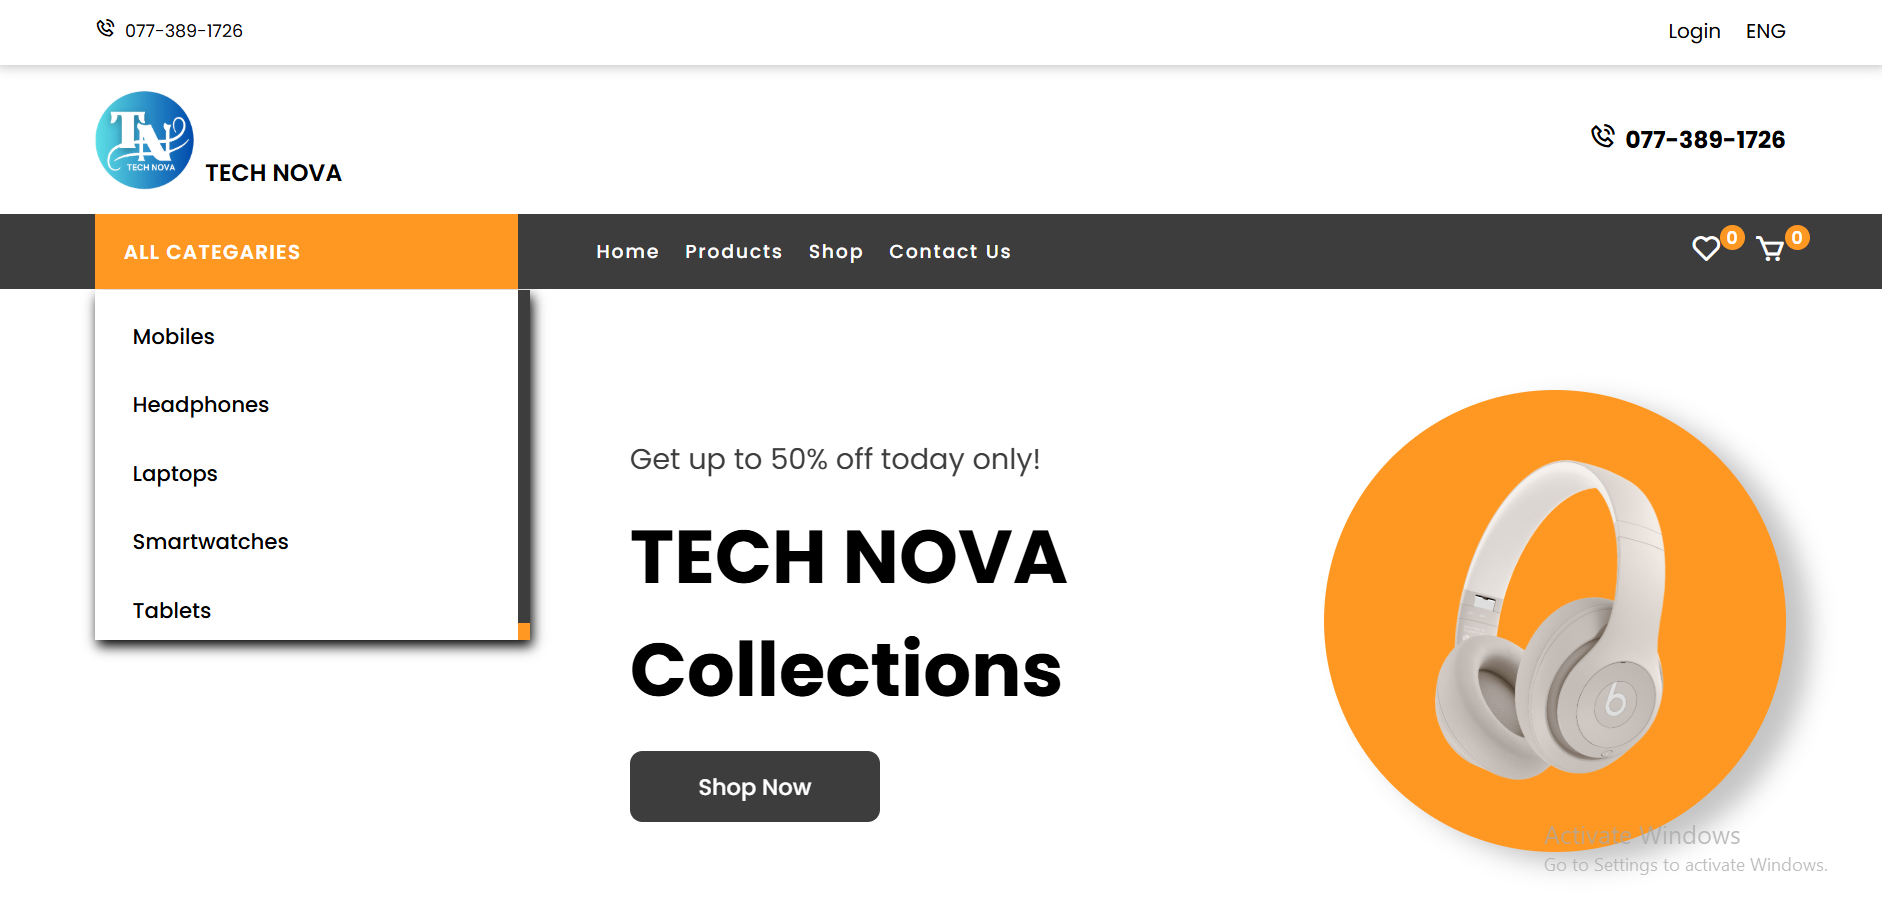 077-389-1726
Login
ENG
TN
TECH NOVA
TECH NOVA
077-389-1726
ALL CATEGARIES
Home
Products
Shop
Contact Us
0
0
Mobiles
Headphones
Laptops
Smartwatches
Tablets
Get up to 50% off today only!
TECH NOVA
Collections
Shop Now
b
Activate Windows
Go to Settings to activate Windows.